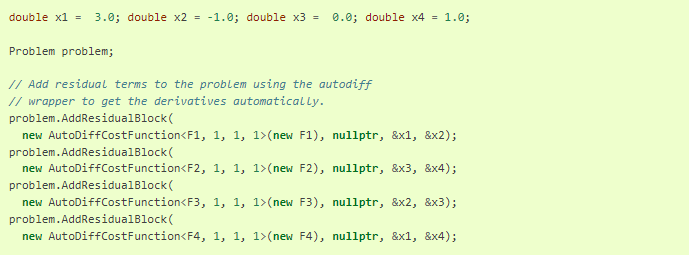 double x1 =  3.0; double x2 = -1.0; double x3 =  0.0; double x4 = 1.0;
Problem problem;
// Add residual terms to the problem using the autodiff
// wrapper to get the derivatives automatically.
problem.AddResidualBlock(
  new AutoDiffCostFunction<F1, 1, 1, 1>(new F1), nullptr, &x1, &x2);
problem.AddResidualBlock(
  new AutoDiffCostFunction<F2, 1, 1, 1>(new F2), nullptr, &x3, &x4);
problem.AddResidualBlock(
  new AutoDiffCostFunction<F3, 1, 1, 1>(new F3), nullptr, &x2, &x3);
problem.AddResidualBlock(
  new AutoDiffCostFunction<F4, 1, 1, 1>(new F4), nullptr, &x1, &x4);